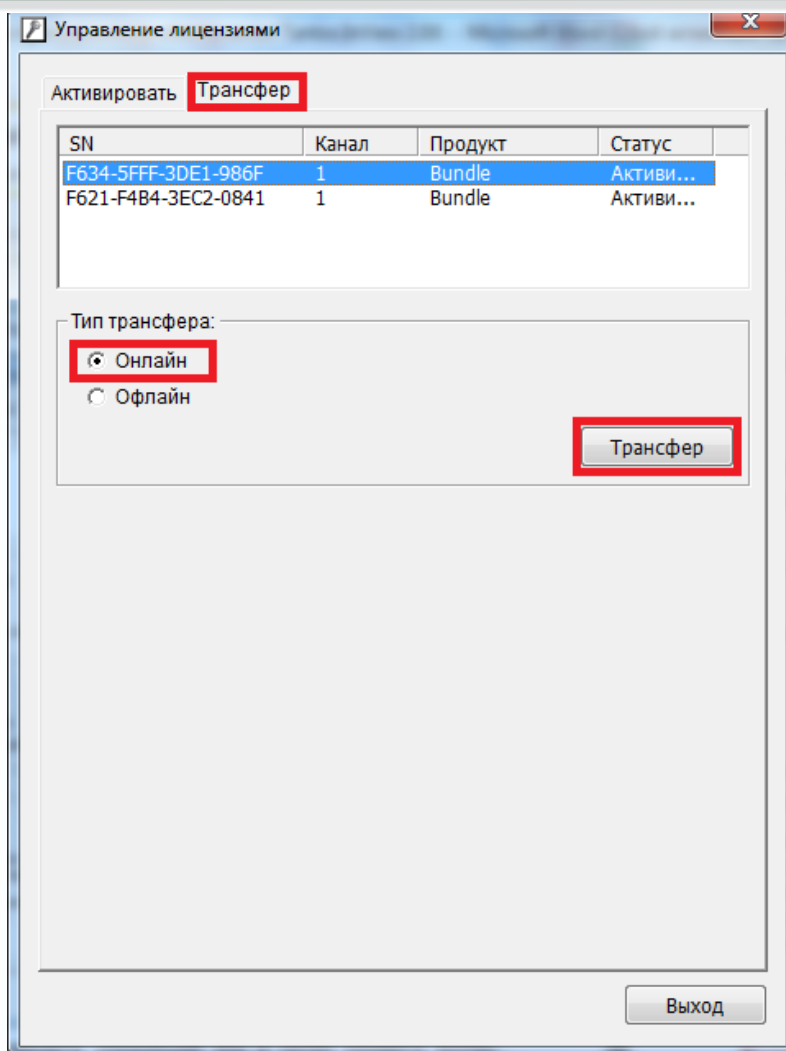 Управление лицензиями
Активировать Трансфер
SN Канал Продукт Статус
F634-5FFF-3DE1-986F 1 Bundle Активи...
F621-F4B4-3EC2-0841 1 Bundle Активи...
Тип трансфера:
Онлайн
Офлайн
Трансфер
Выход